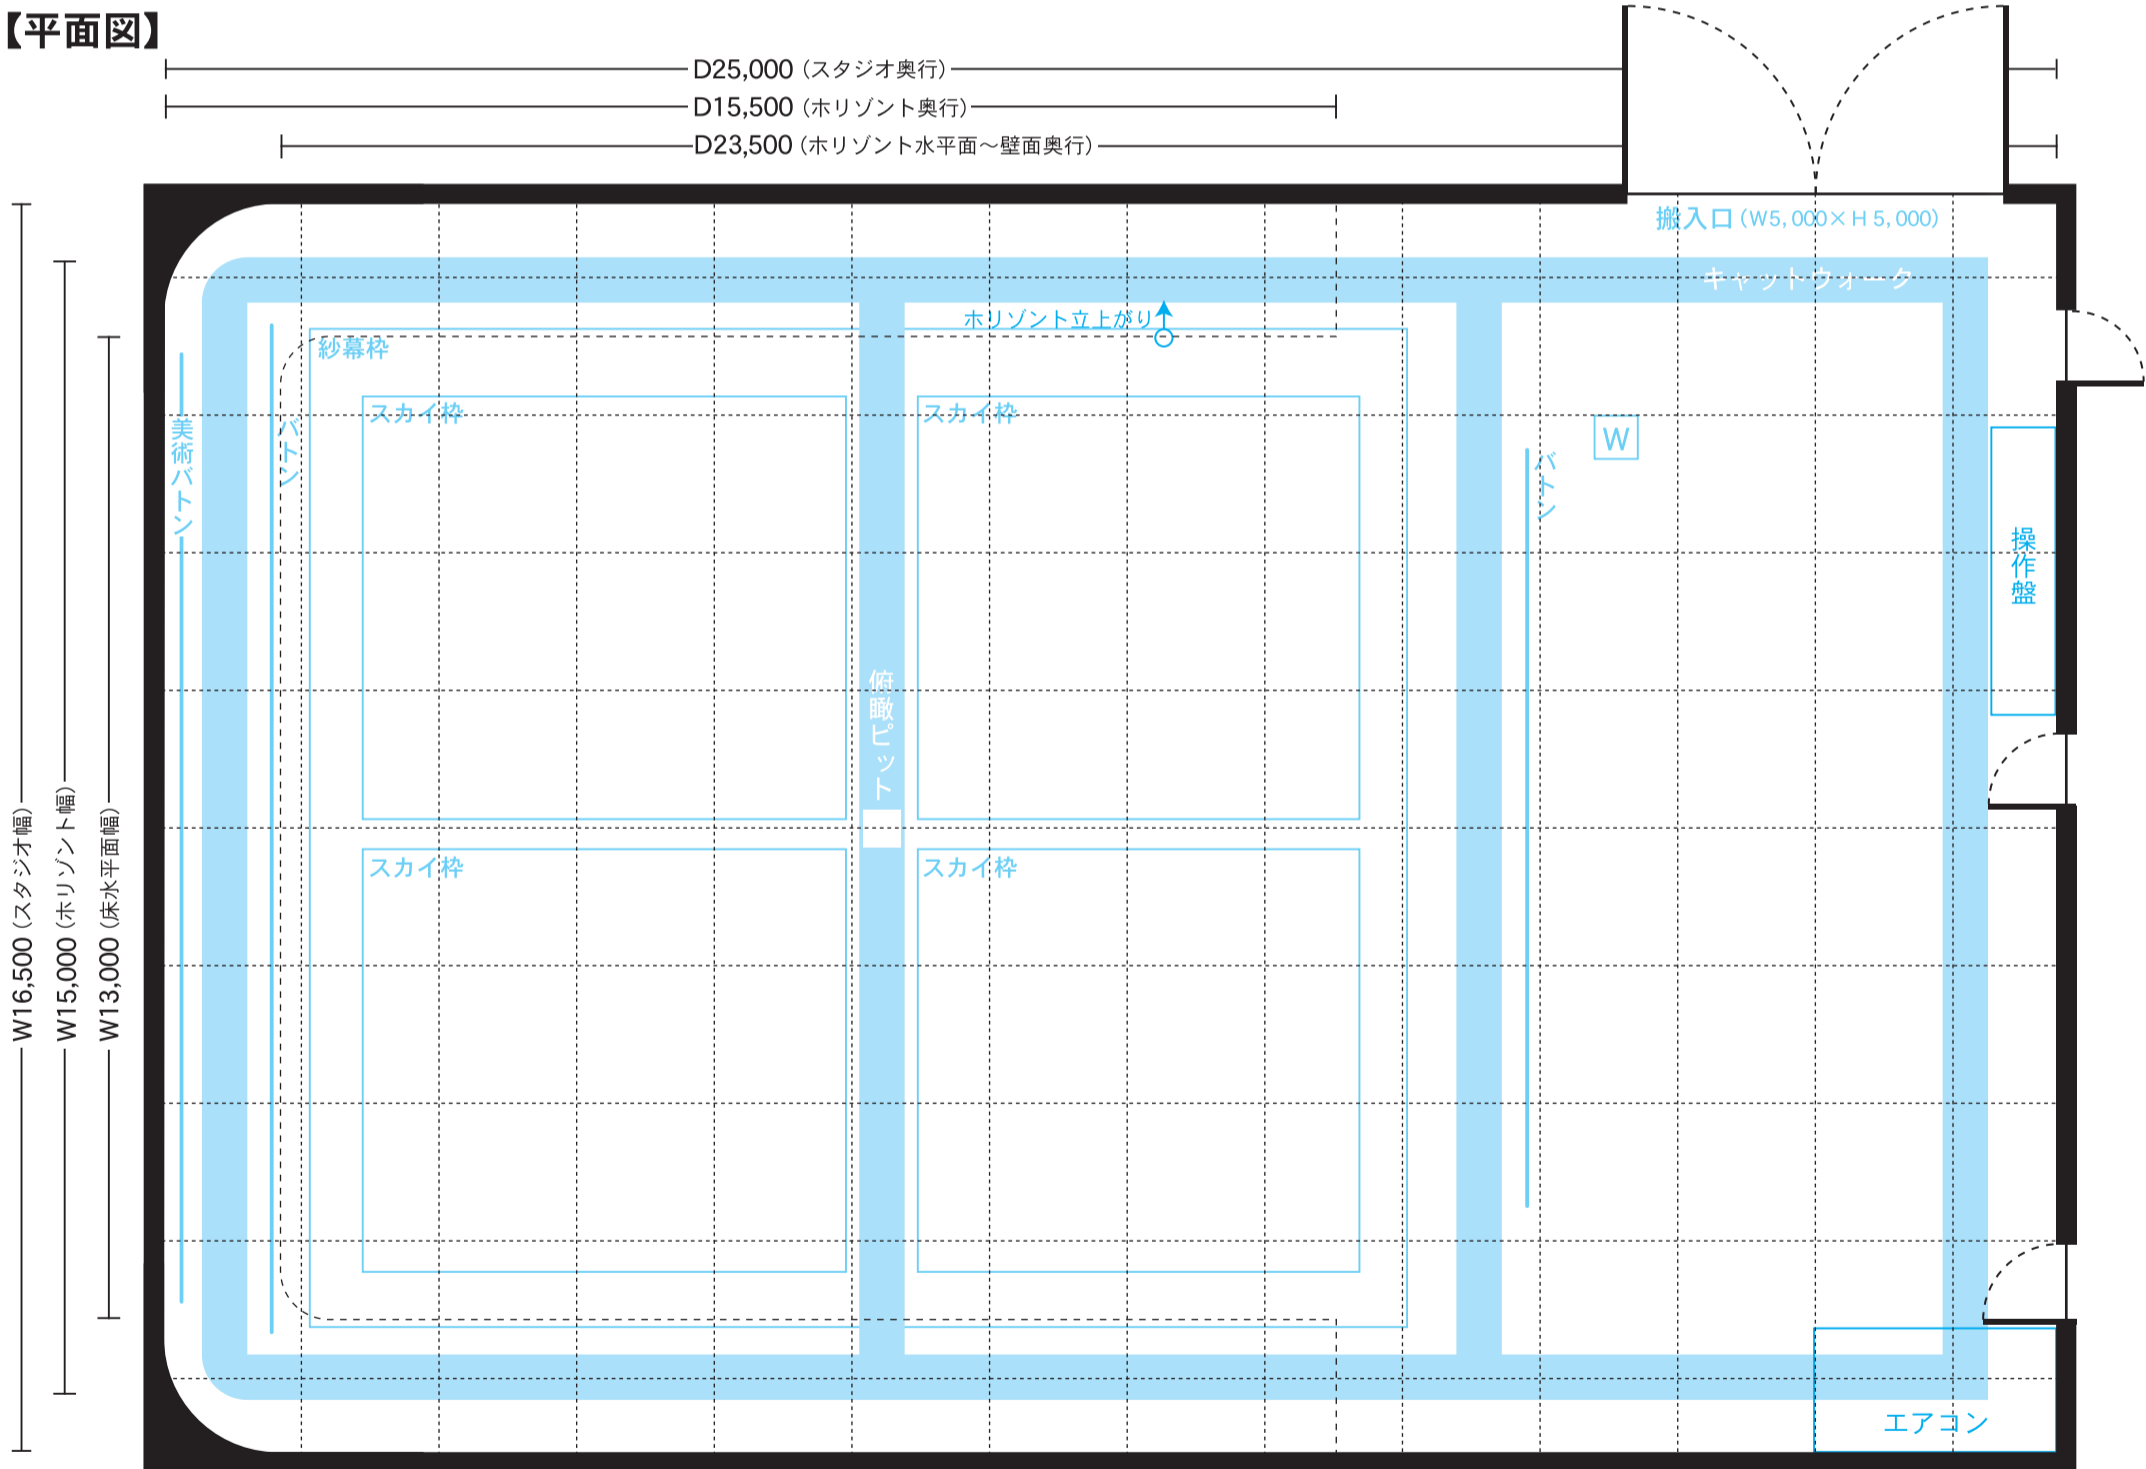 【平面図】
D25,000（スタジオ奥行）
D15,500（ホリゾント奥行）
D23,500（ホリゾント水平面〜壁面奥行）
搬入口（W5,000×H 5,000）
キャットウォーク
ホリゾント立上がり
紗幕枠
スカイ枠
スカイ枠
美術バトン
バトン
W
バトン
操作盤
俯瞰ピット
W16,500（スタジオ幅）
W15,000（ホリゾント幅）
W13,000（床水平面幅）
スカイ枠
スカイ枠
エアコン